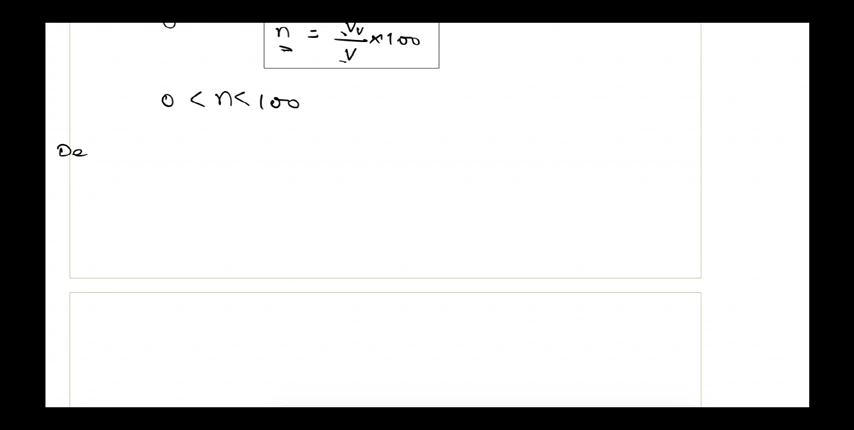 n = Vv/V × 100
0 < n < 100
De